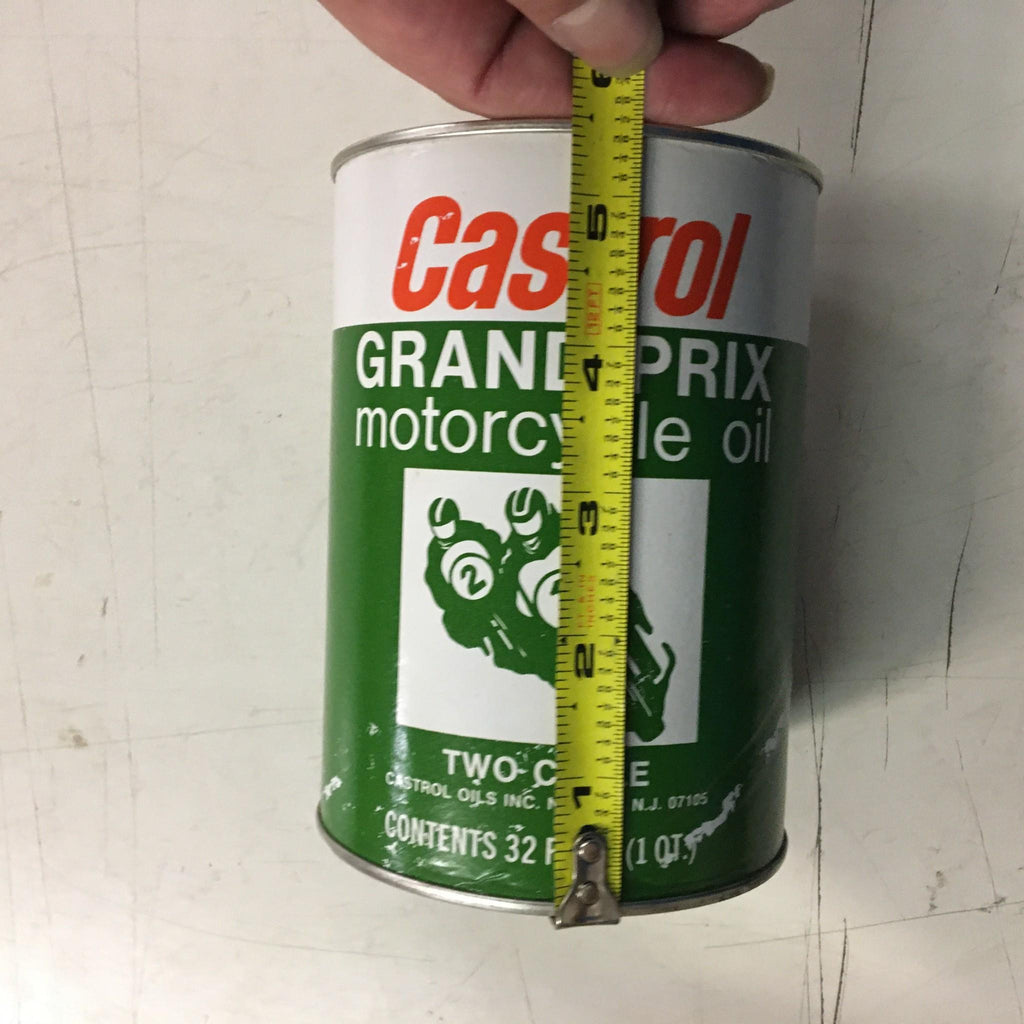 6
Cas rol
5
GRAND PRIX
4
motorcy le oil
3
2
2
TWO-C E
1
CASTROL OILS INC. N N.J. 07105
CONTENTS 32 F (1 QT.)